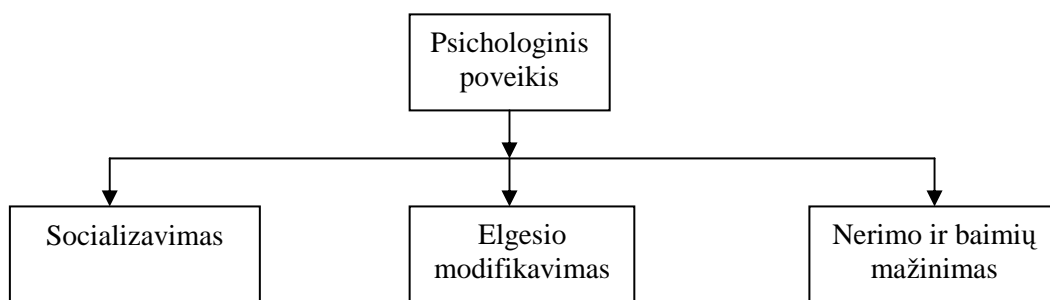 Psichologinis
poveikis
Socializavimas
Elgesio
modifikavimas
Nerimo ir baimių
mažinimas